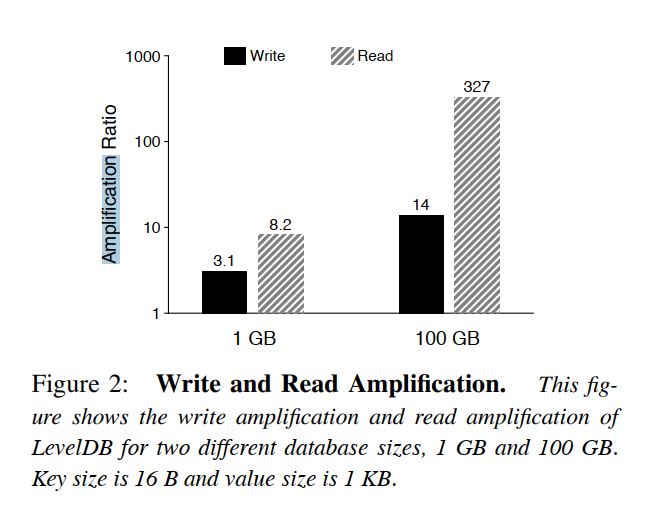 1000
Write
Read
327
100
Amplification Ratio
14
10
8.2
3.1
1
1 GB
100 GB
Figure 2: Write and Read Amplification. This fig-
ure shows the write amplification and read amplification of
LevelDB for two different database sizes, 1 GB and 100 GB.
Key size is 16 B and value size is 1 KB.